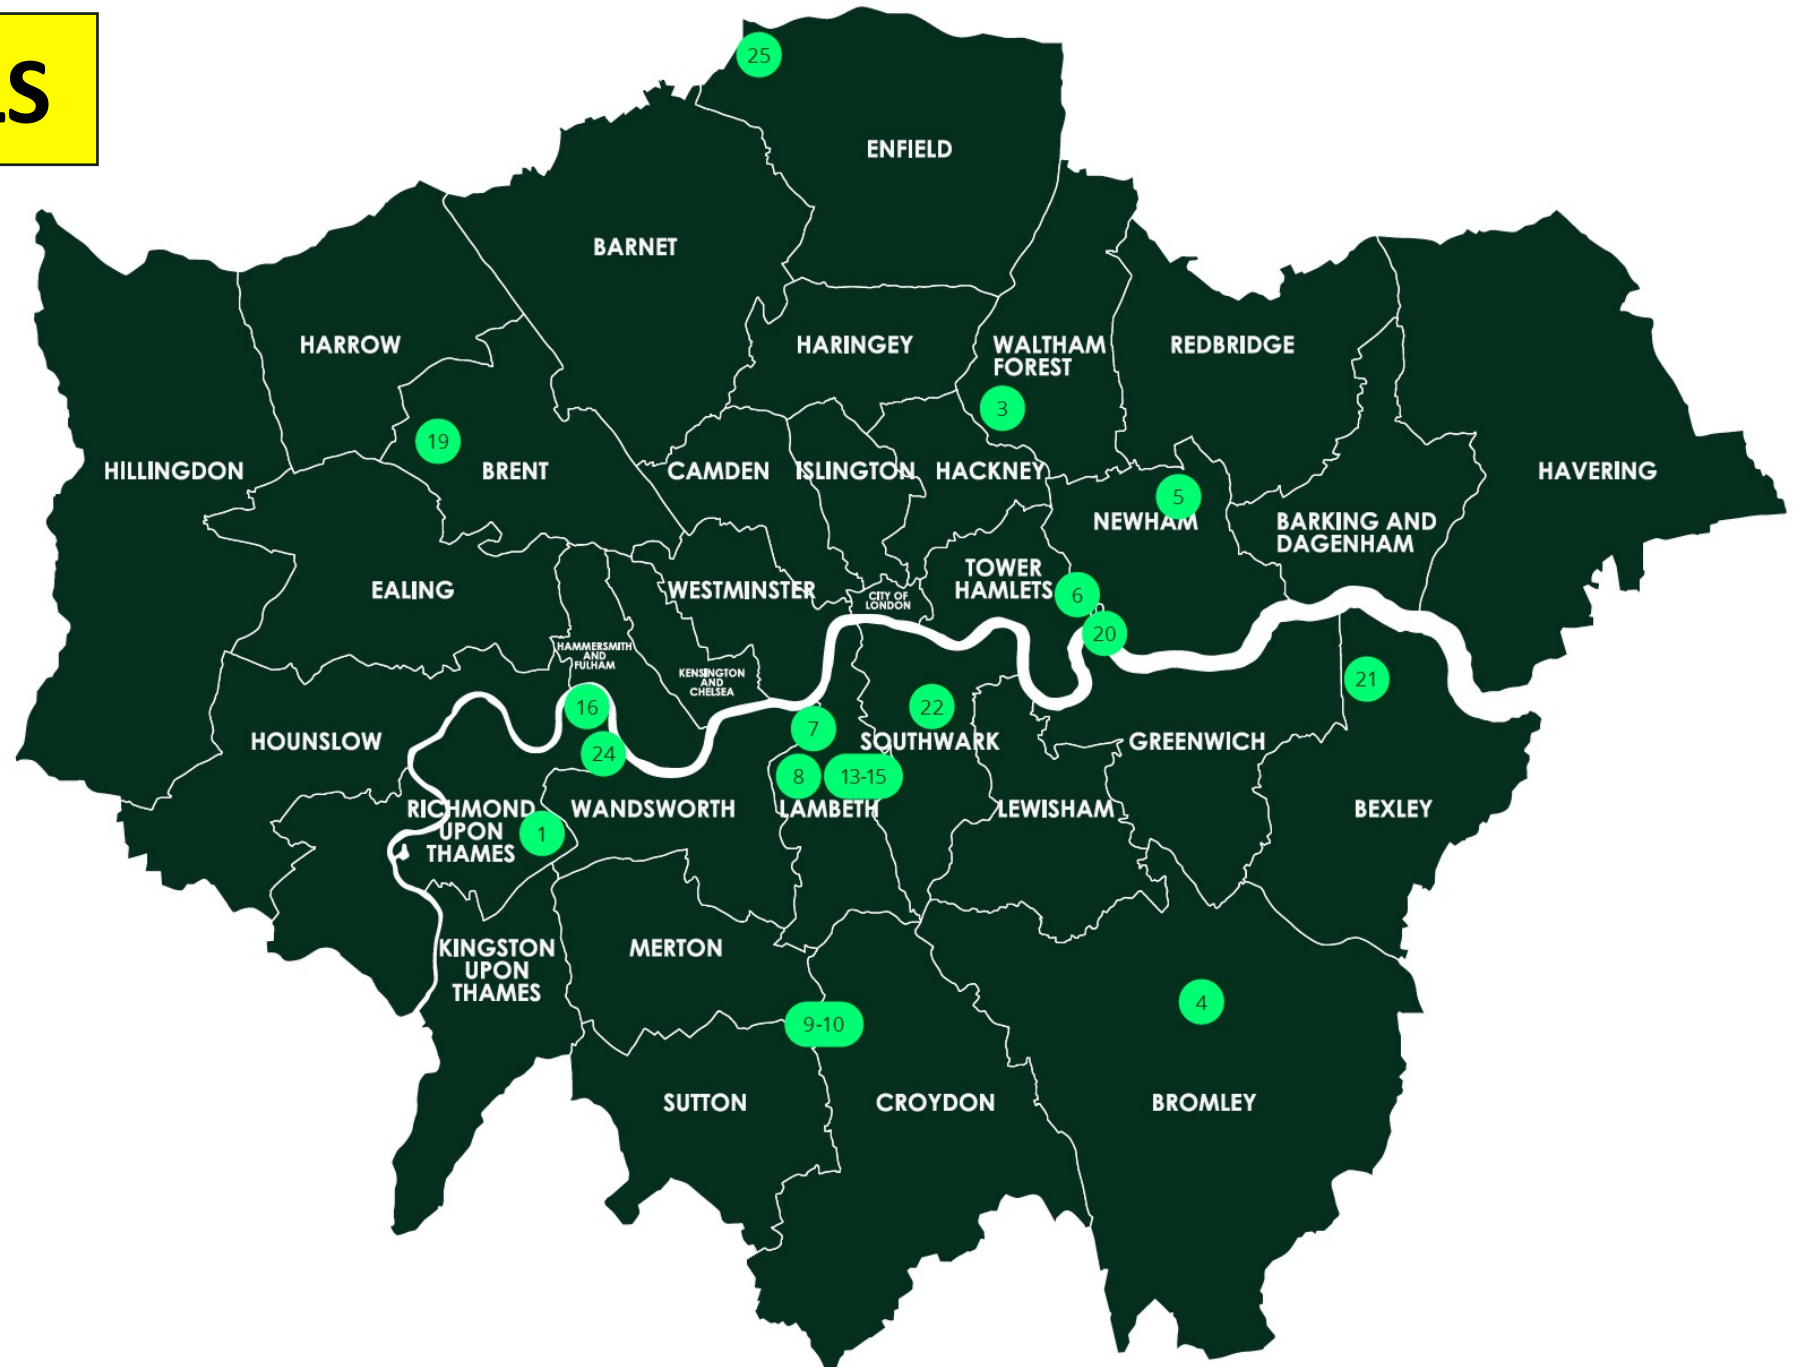 25
ENFIELD
BARNET
HARROW
HARINGEY
WALTHAM
FOREST
REDBRIDGE
3
19
HILLINGDON
BRENT
CAMDEN
ISLINGTON
HACKNEY
HAVERING
5
NEWHAM
BARKING AND
DAGENHAM
EALING
WESTMINSTER
CITY OF
LONDON
TOWER
HAMLETS
6
20
HAMMERSMITH
AND
FULHAM
KENSINGTON
AND
CHELSEA
21
16
7
22
HOUNSLOW
24
SOUTHWARK
GREENWICH
8
13-15
RICHMOND
UPON
THAMES
1
WANDSWORTH
LAMBETH
LEWISHAM
BEXLEY
KINGSTON
UPON
THAMES
MERTON
9-10
4
SUTTON
CROYDON
BROMLEY